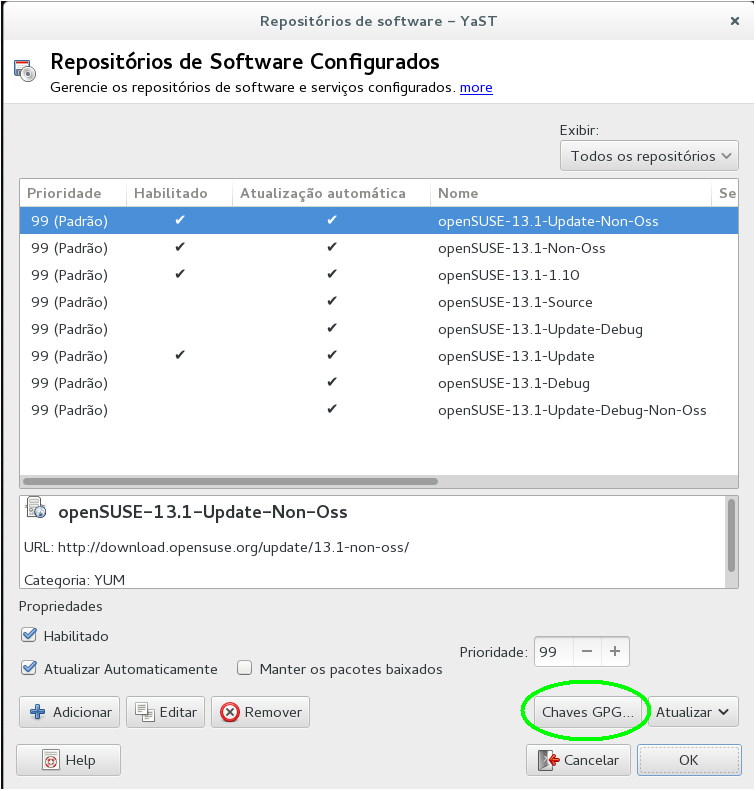 Repositórios de software – YaST
Repositórios de Software Configurados
Gerencie os repositórios de software e serviços configurados. more
Exibir:
Todos os repositórios
Prioridade Habilitado Atualização automática Nome Se
99 (Padrão) ✔ ✔ openSUSE-13.1-Update-Non-Oss
99 (Padrão) ✔ ✔ openSUSE-13.1-Non-Oss
99 (Padrão) ✔ ✔ openSUSE-13.1-1.10
99 (Padrão) ✔ openSUSE-13.1-Source
99 (Padrão) ✔ openSUSE-13.1-Update-Debug
99 (Padrão) ✔ ✔ openSUSE-13.1-Update
99 (Padrão) ✔ openSUSE-13.1-Debug
99 (Padrão) ✔ openSUSE-13.1-Update-Debug-Non-Oss
openSUSE-13.1-Update-Non-Oss
URL: http://download.opensuse.org/update/13.1-non-oss/
Categoria: YUM
Propriedades
Habilitado
Prioridade: 99 − +
Atualizar Automaticamente Manter os pacotes baixados
Adicionar Editar Remover Chaves GPG... Atualizar
Help Cancelar OK